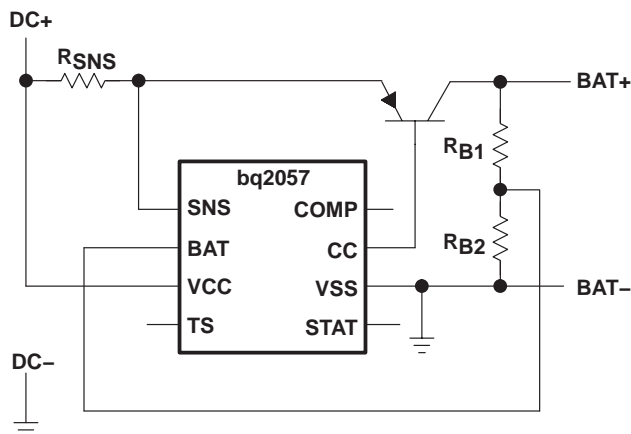 DC+
RSNS
BAT+
RB1
bq2057
SNS COMP
BAT CC
RB2
VCC VSS
BAT−
TS STAT
DC−